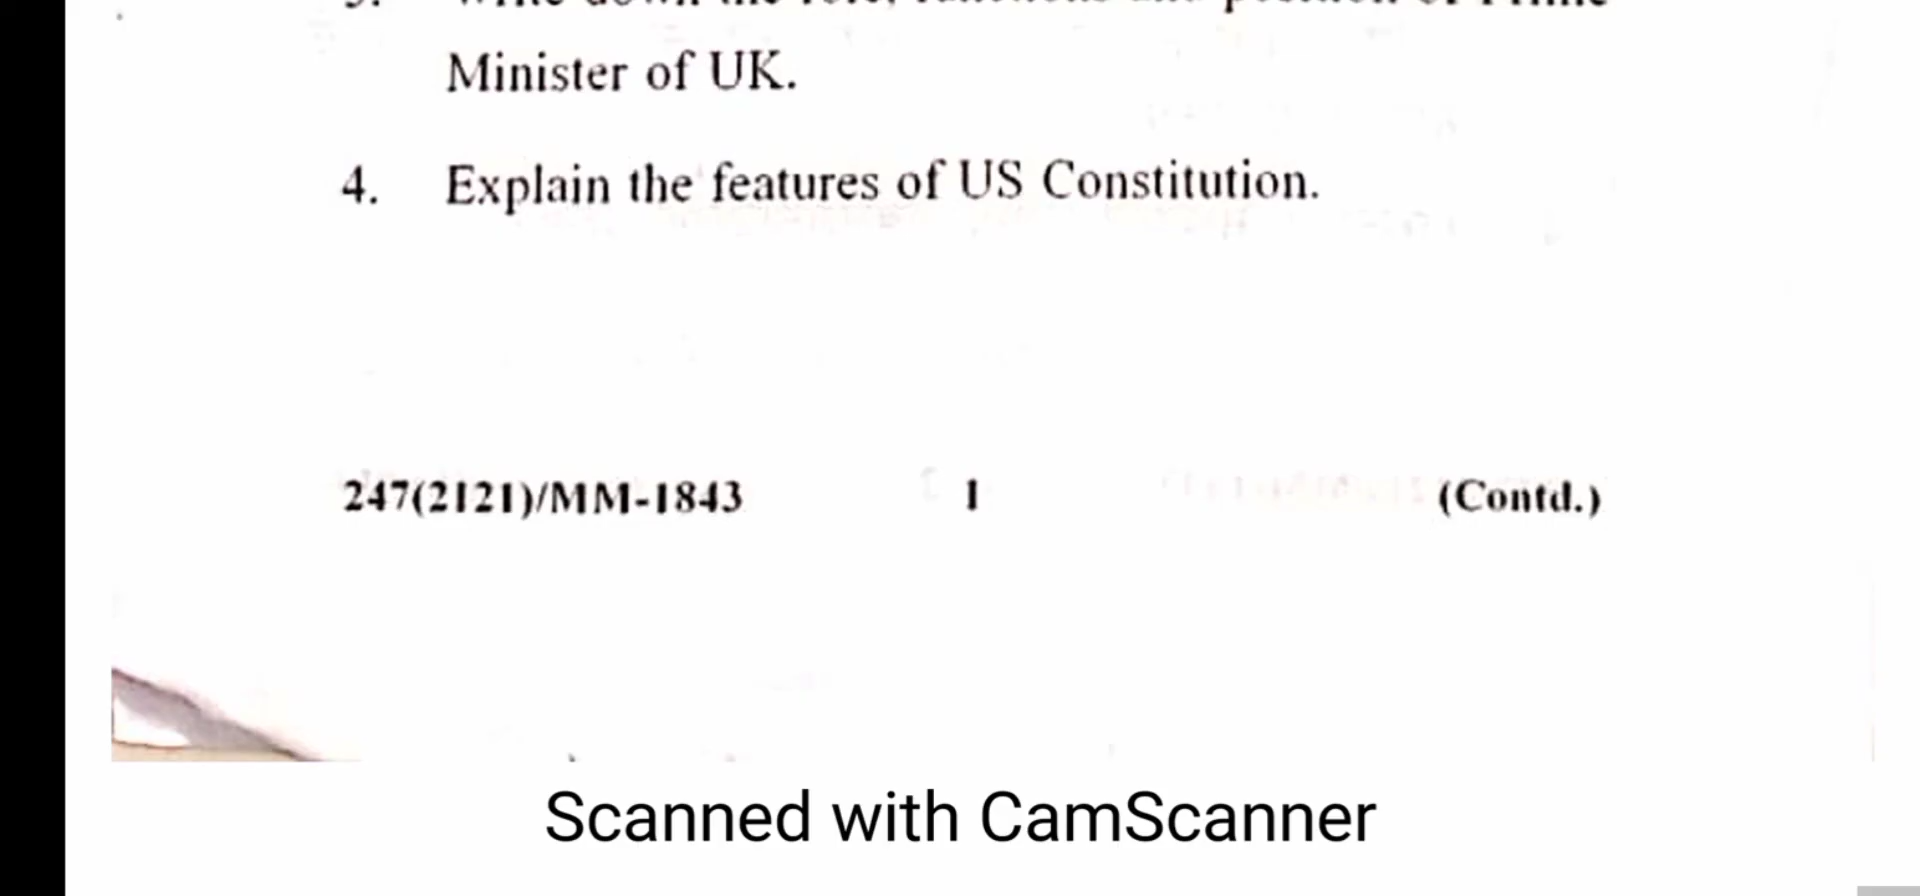 Minister of UK.
4. Explain the features of US Constitution.
247(2121)/MM-1843 1 (Contd.)
Scanned with CamScanner